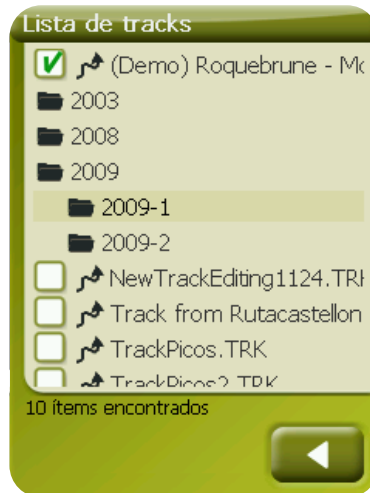 Lista de tracks
(Demo) Roquebrune - Mo
2003
2008
2009
2009-1
2009-2
NewTrackEditing1124.TRK
Track from Rutacastellon
TrackPicos.TRK
TrackPicos2.TRK
10 ítems encontrados